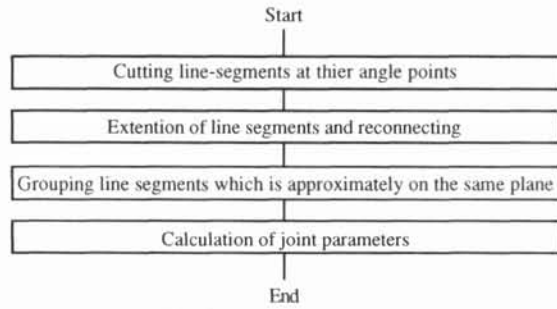 Start
Cutting line-segments at thier angle points
Extention of line segments and reconnecting
Grouping line segments which is approximately on the same plane
Calculation of joint parameters
End